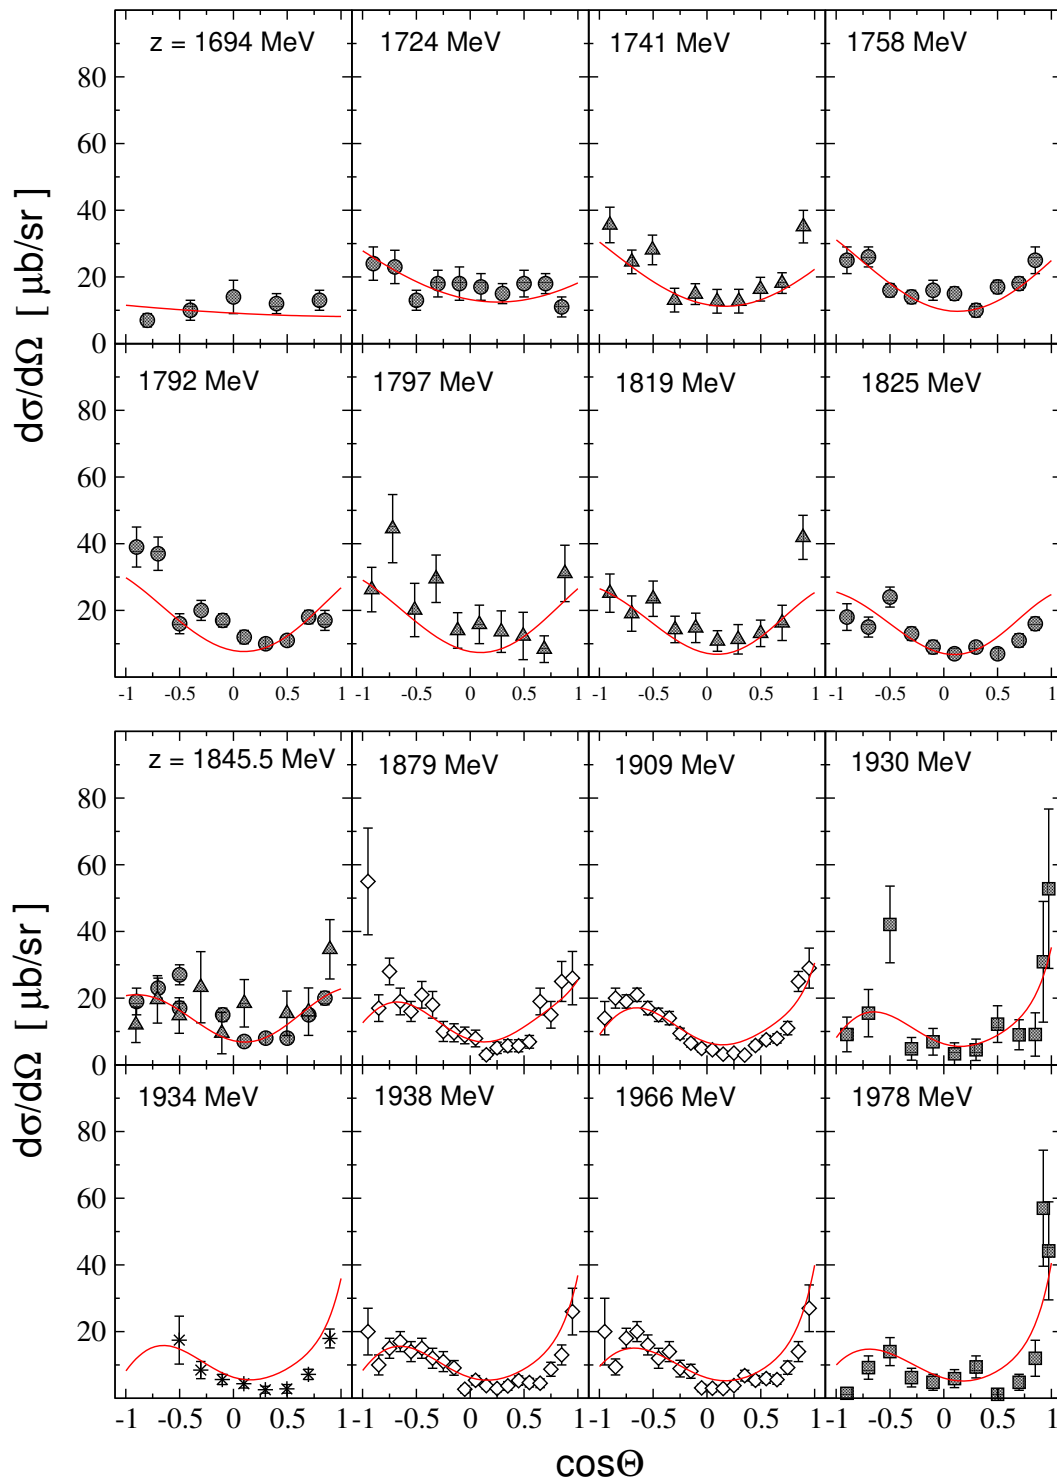 z = 1694 MeV 1724 MeV 1741 MeV 1758 MeV
80
60
40
20
0
1792 MeV 1797 MeV 1819 MeV 1825 MeV
80
60
40
20
dσ/dΩ [ μb/sr ]
-1 -0.5 0 0.5 1 -1 -0.5 0 0.5 1 -1 -0.5 0 0.5 1 -1 -0.5 0 0.5 1
z = 1845.5 MeV 1879 MeV 1909 MeV 1930 MeV
80
60
40
20
0
1934 MeV 1938 MeV 1966 MeV 1978 MeV
80
60
40
20
dσ/dΩ [ μb/sr ]
-1 -0.5 0 0.5 1 -1 -0.5 0 0.5 1 -1 -0.5 0 0.5 1 -1 -0.5 0 0.5 1
cosΘ